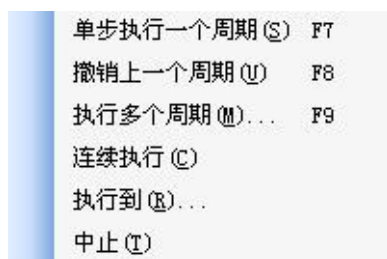 单步执行一个周期(S) F7
撤销上一个周期(U) F8
执行多个周期(M)... F9
连续执行(C)
执行到(R)...
中止(T)